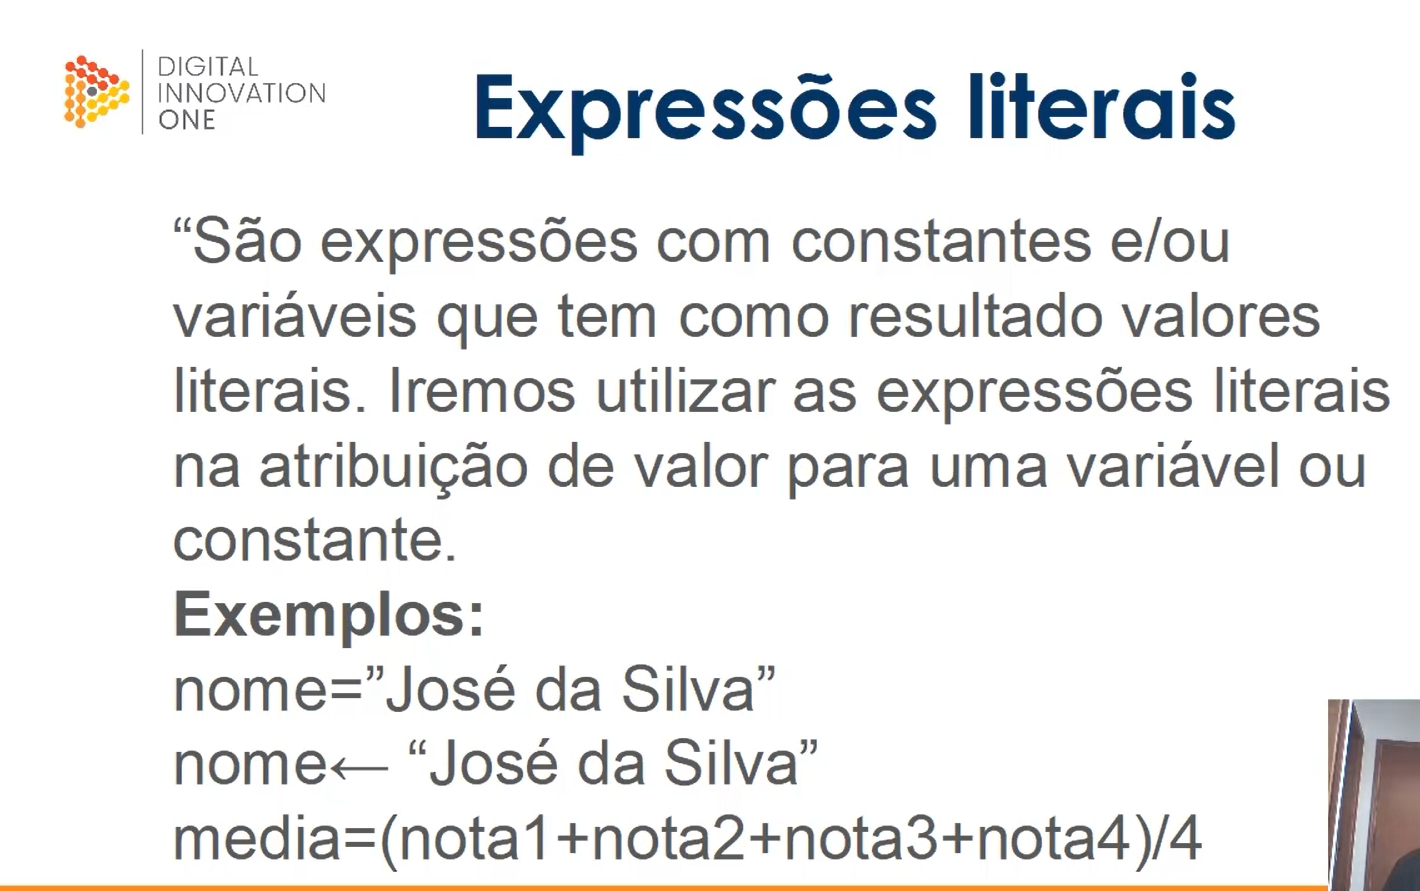 DIGITAL
INNOVATION
ONE
Expressões literais
“São expressões com constantes e/ou
variáveis que tem como resultado valores
literais. Iremos utilizar as expressões literais
na atribuição de valor para uma variável ou
constante.
Exemplos:
nome=”José da Silva”
nome← “José da Silva”
media=(nota1+nota2+nota3+nota4)/4